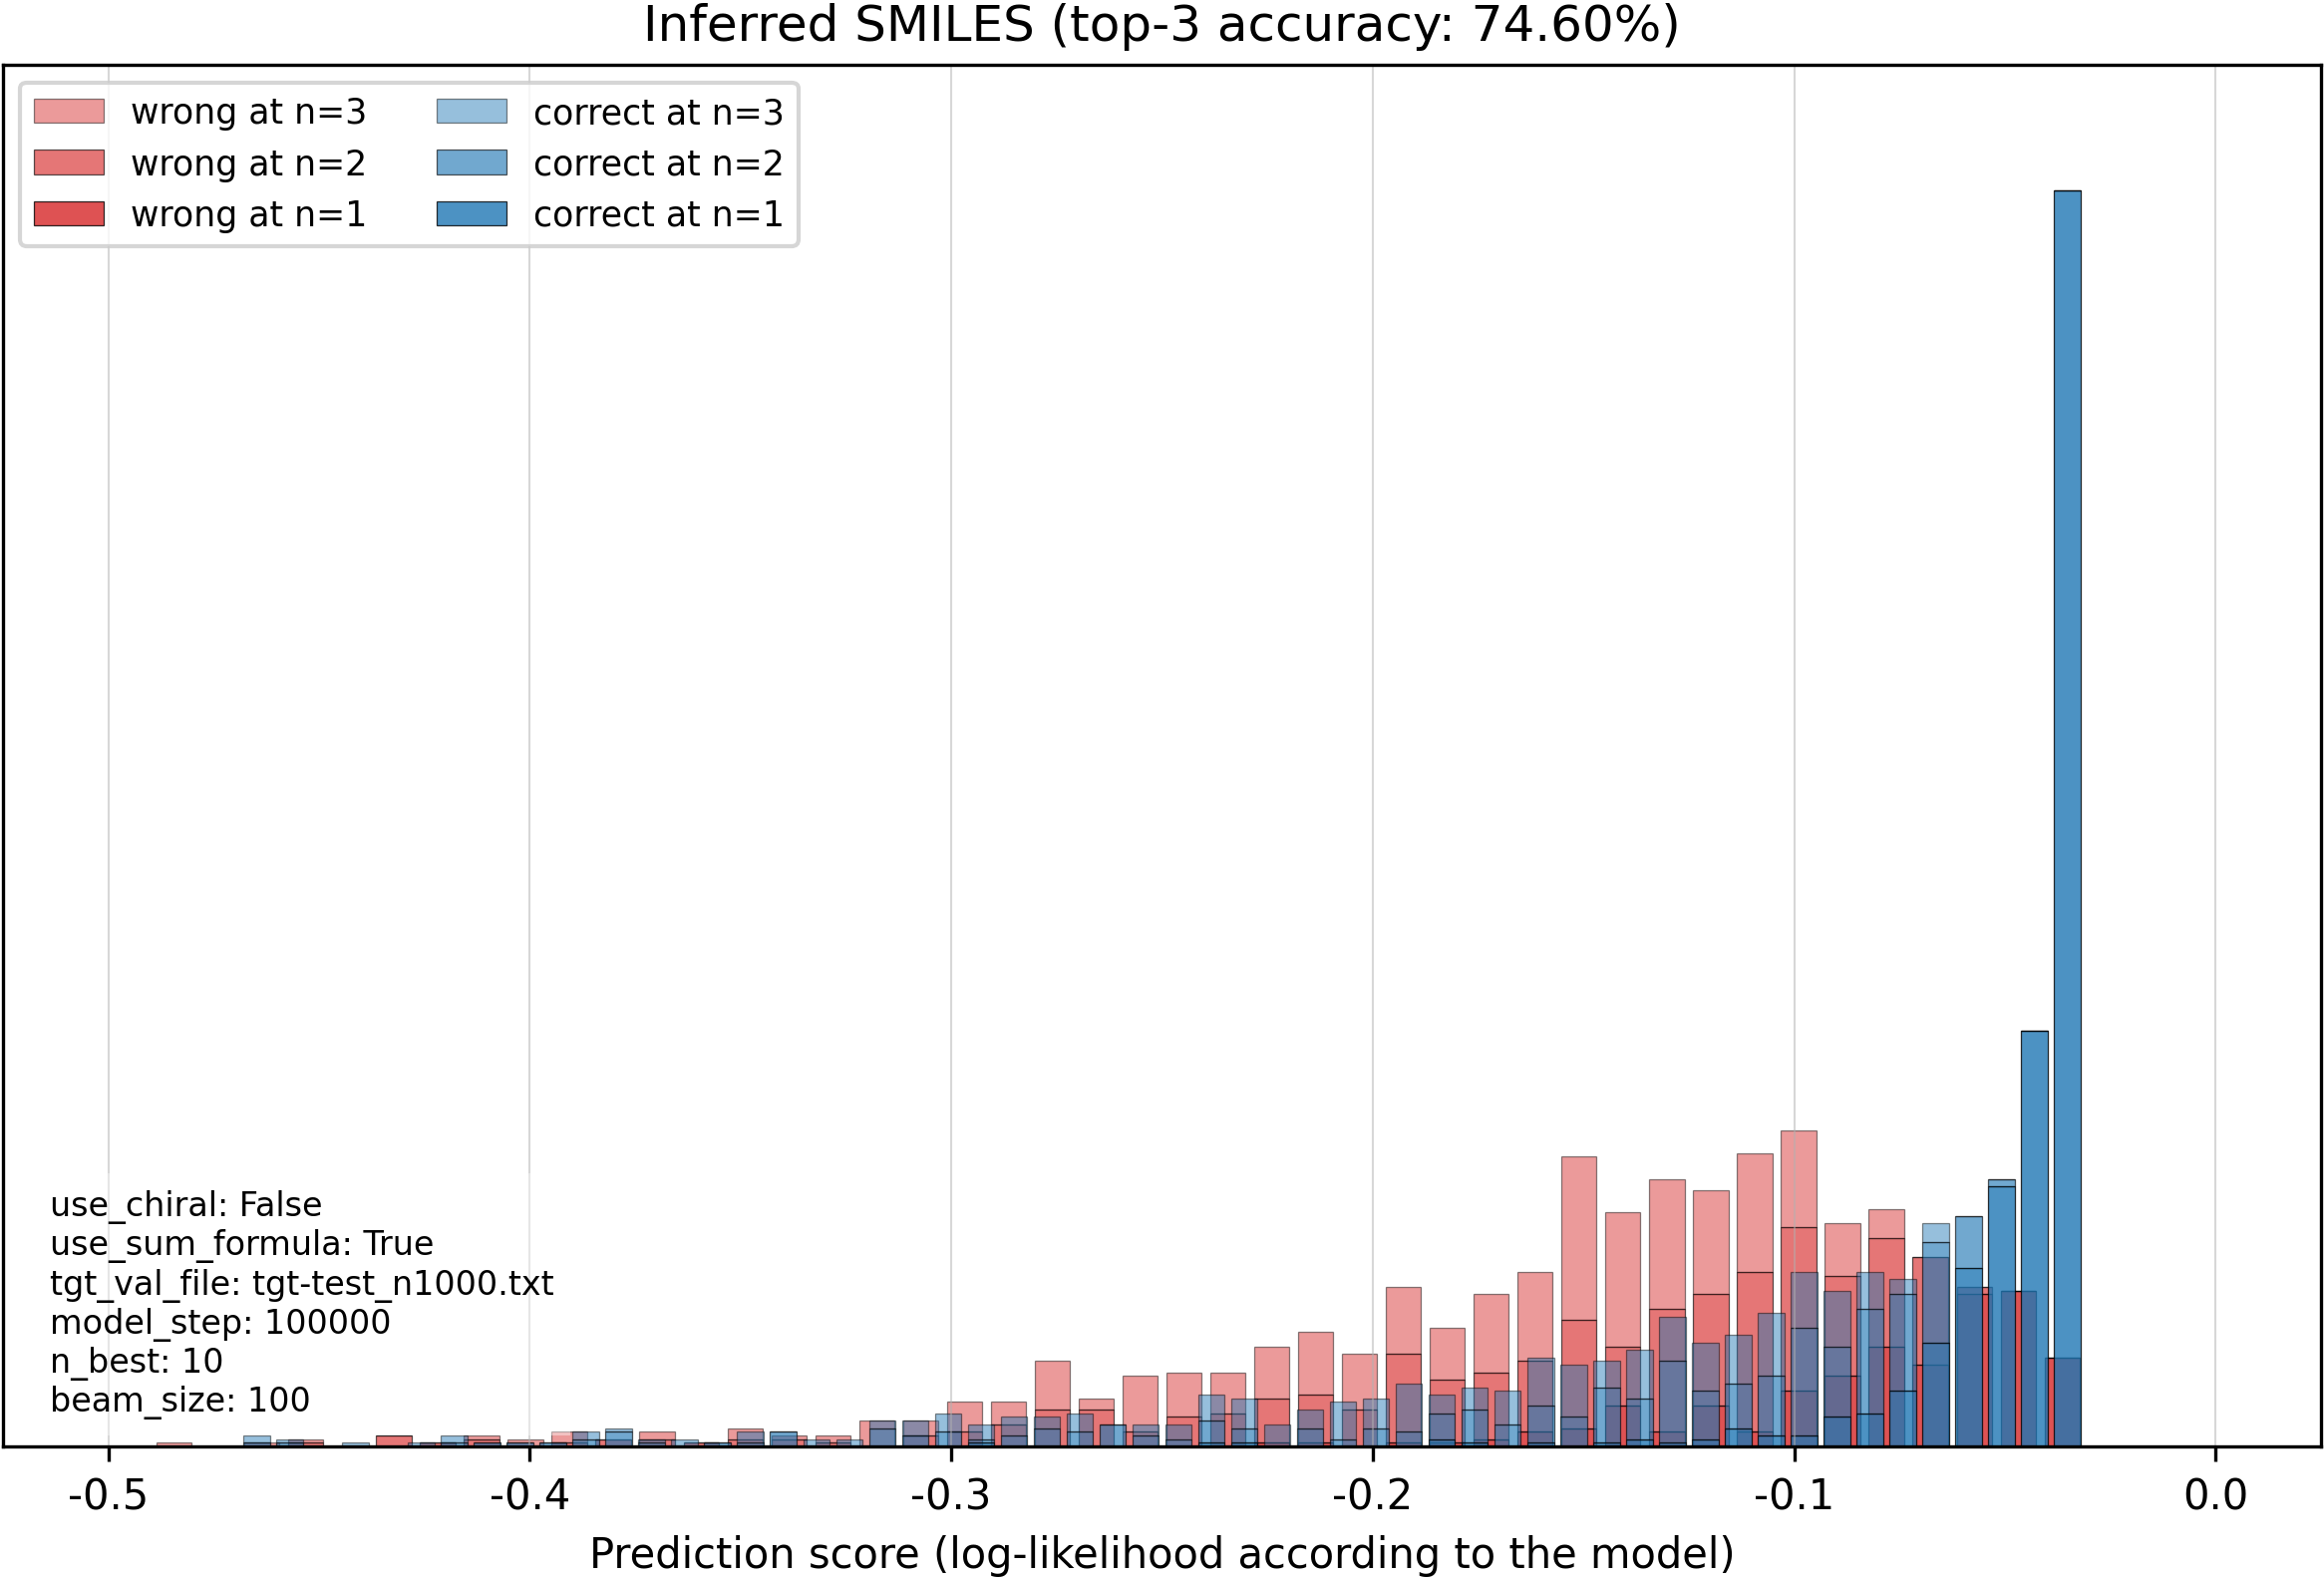 Inferred SMILES (top-3 accuracy: 74.60%)
wrong at n=3
wrong at n=2
wrong at n=1
correct at n=3
correct at n=2
correct at n=1
use_chiral: False
use_sum_formula: True
tgt_val_file: tgt-test_n1000.txt
model_step: 100000
n_best: 10
beam_size: 100
-0.5 -0.4 -0.3 -0.2 -0.1 0.0
Prediction score (log-likelihood according to the model)